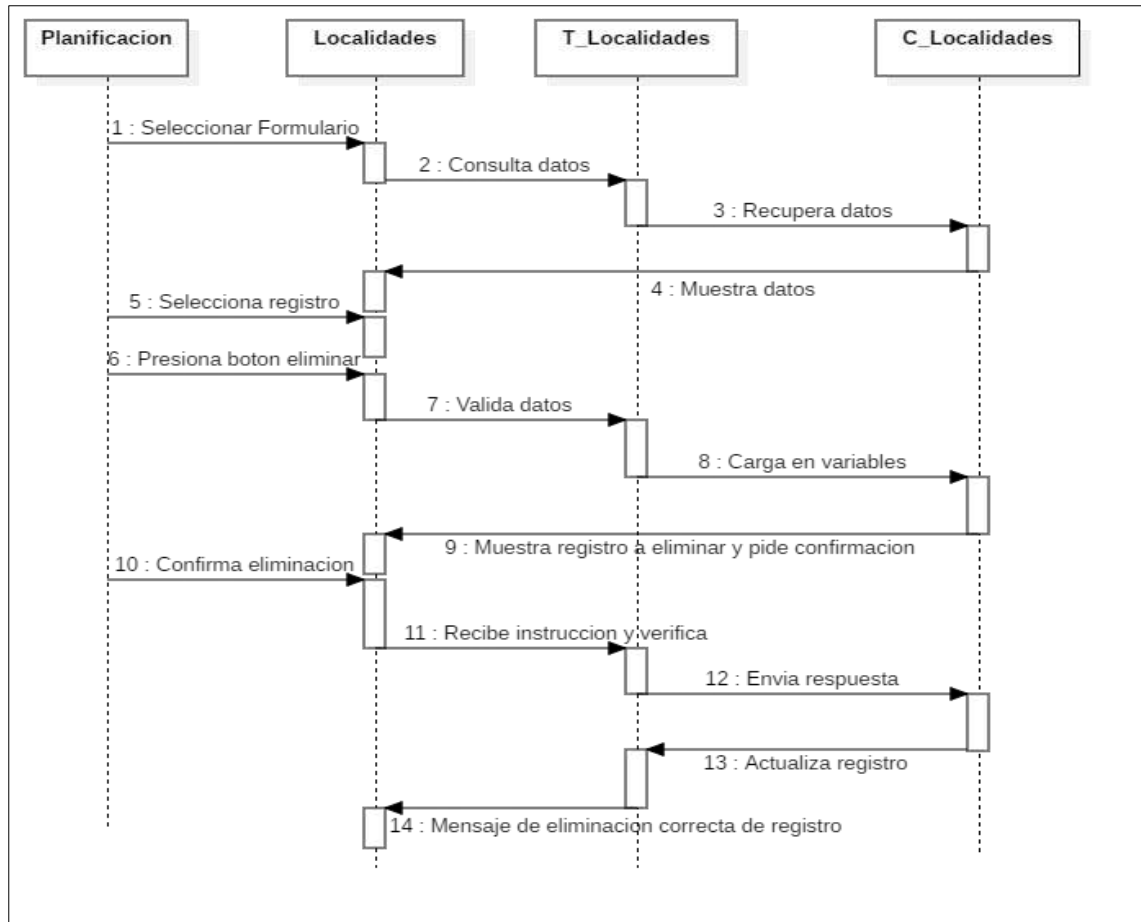 Planificacion
Localidades
T_Localidades
C_Localidades
1 : Seleccionar Formulario
2 : Consulta datos
3 : Recupera datos
4 : Muestra datos
5 : Selecciona registro
6 : Presiona boton eliminar
7 : Valida datos
8 : Carga en variables
9 : Muestra registro a eliminar y pide confirmacion
10 : Confirma eliminacion
11 : Recibe instruccion y verifica
12 : Envia respuesta
13 : Actualiza registro
14 : Mensaje de eliminacion correcta de registro